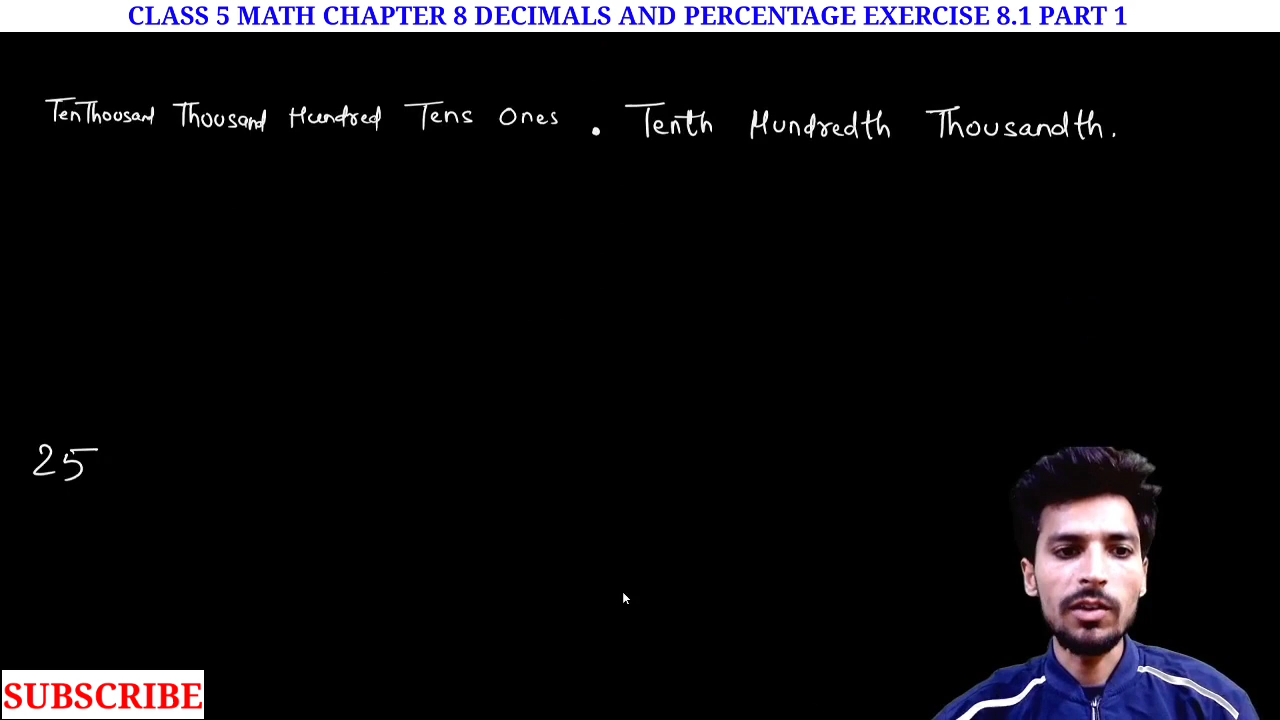 CLASS 5 MATH CHAPTER 8 DECIMALS AND PERCENTAGE EXERCISE 8.1 PART 1
TenThousand Thousand Hundred Tens Ones . Tenth Hundredth Thousandth.
25
SUBSCRIBE